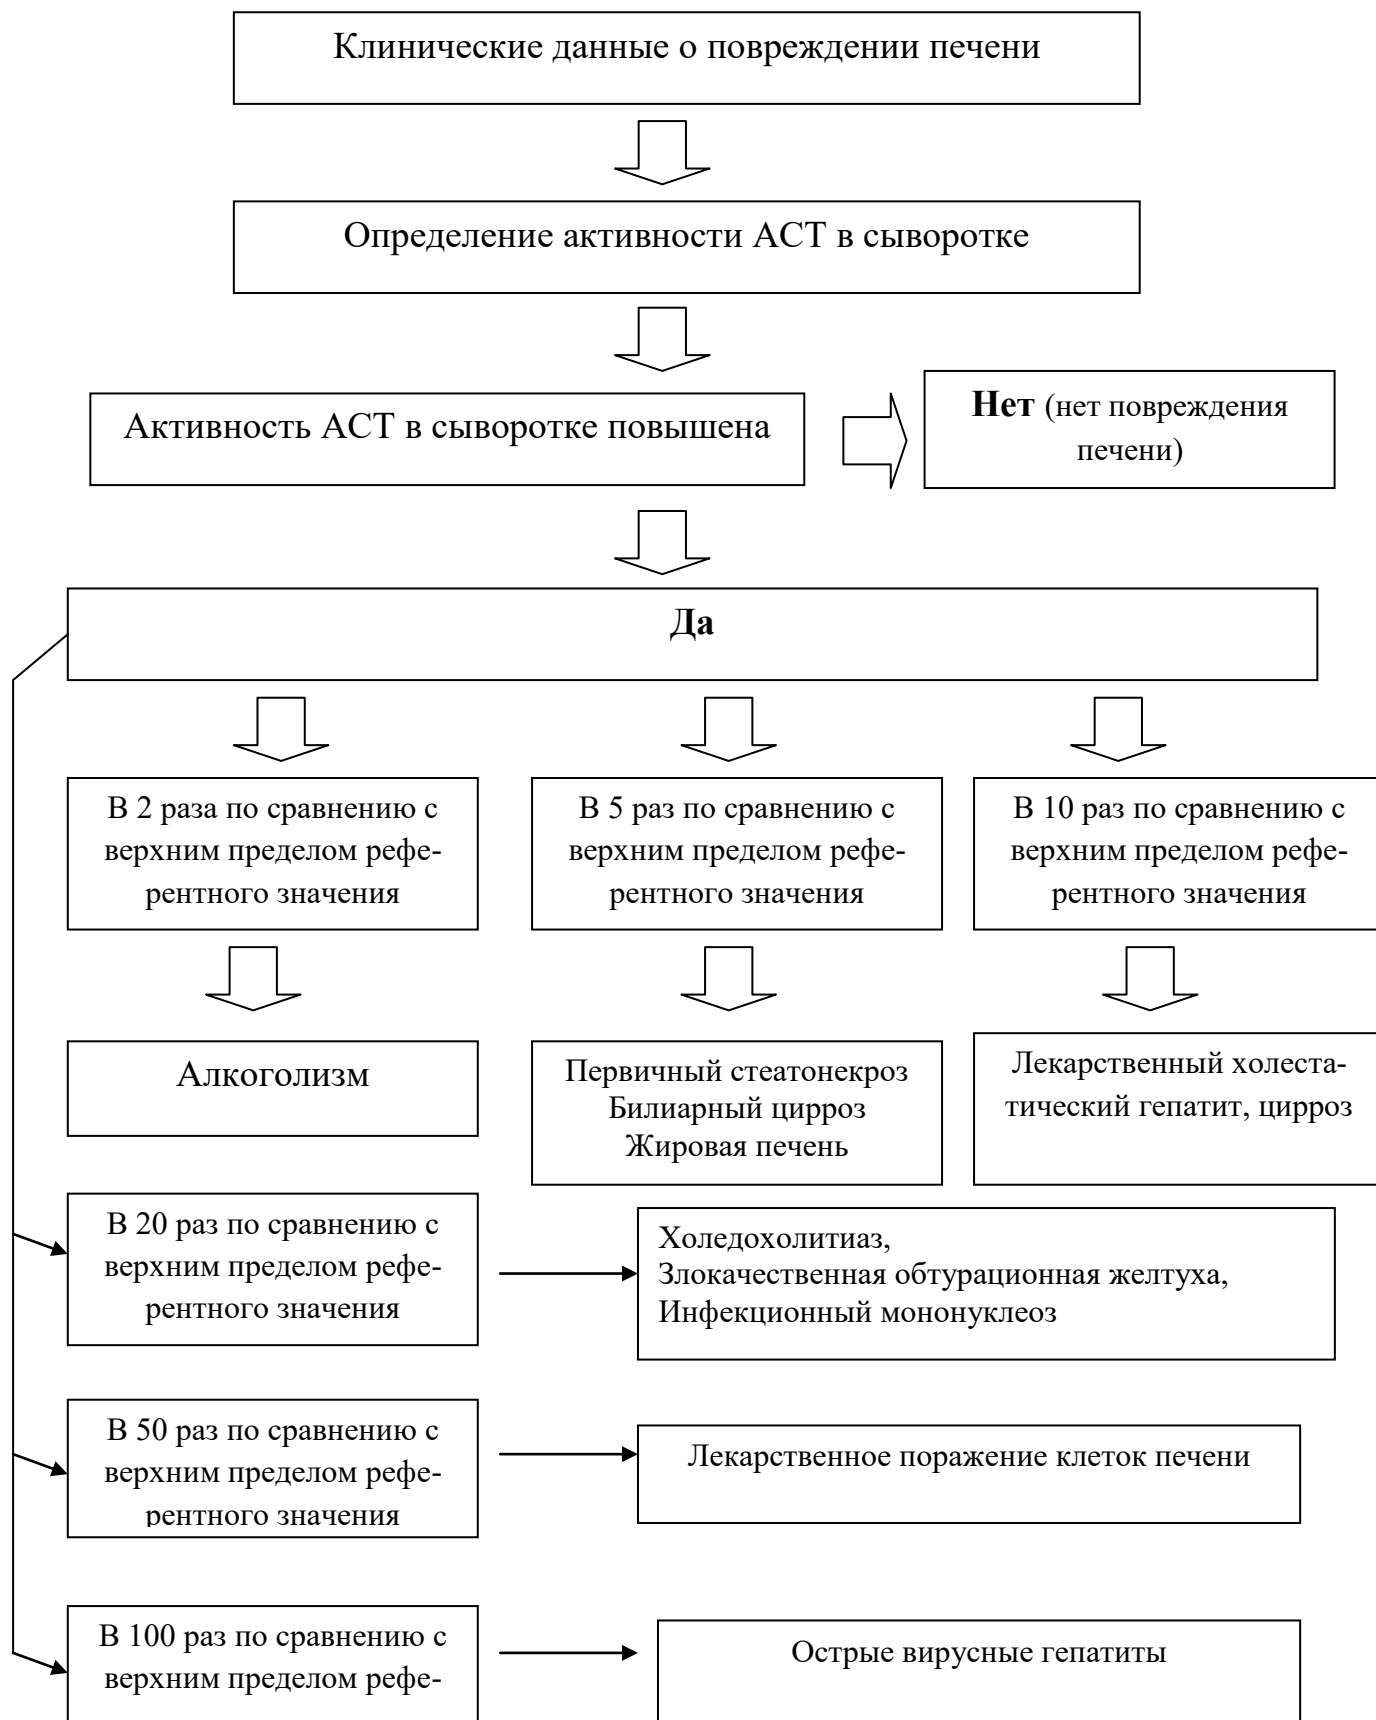 Клинические данные о повреждении печени
Определение активности АСТ в сыворотке
Активность АСТ в сыворотке повышена
Нет (нет повреждения
печени)
Да
В 2 раза по сравнению с
верхним пределом рефе-
рентного значения
В 5 раз по сравнению с
верхним пределом рефе-
рентного значения
В 10 раз по сравнению с
верхним пределом рефе-
рентного значения
Алкоголизм
Первичный стеатонекроз
Билиарный цирроз
Жировая печень
Лекарственный холеста-
тический гепатит, цирроз
В 20 раз по сравнению с
верхним пределом рефе-
рентного значения
Холедохолитиаз,
Злокачественная обтурационная желтуха,
Инфекционный мононуклеоз
В 50 раз по сравнению с
верхним пределом рефе-
рентного значения
Лекарственное поражение клеток печени
В 100 раз по сравнению с
верхним пределом рефе-
Острые вирусные гепатиты